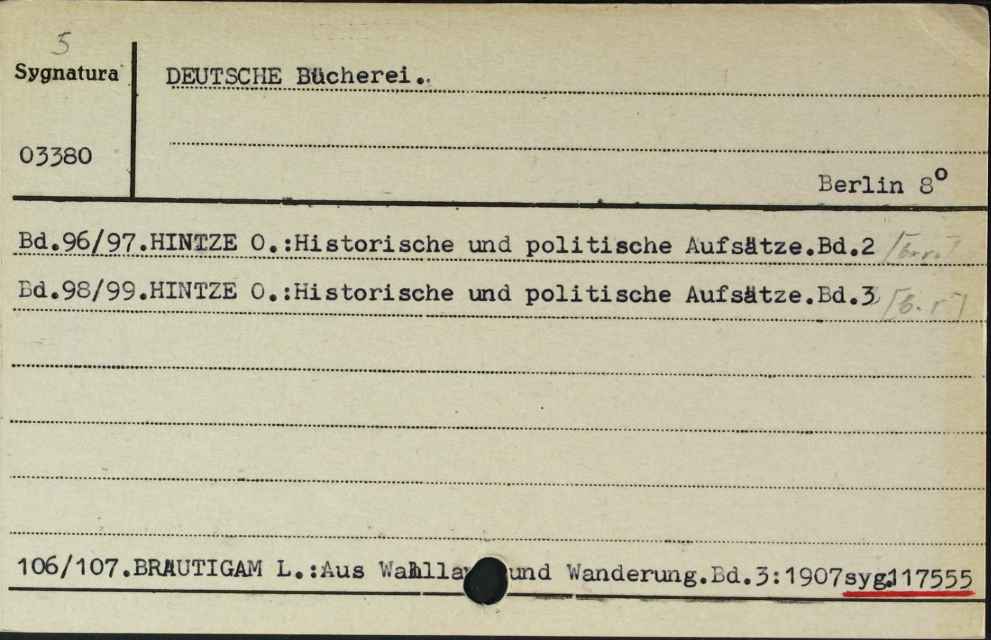 5
Sygnatura
DEUTSCHE Bücherei.
03380
Berlin 8°
Bd.96/97.HINTZE O.:Historische und politische Aufsätze.Bd.2
Bd.98/99.HINTZE O.:Historische und politische Aufsätze.Bd.3 [b.r]
106/107.BRÄUTIGAM L.:Aus und Wanderung.Bd.3:1907syg.117555